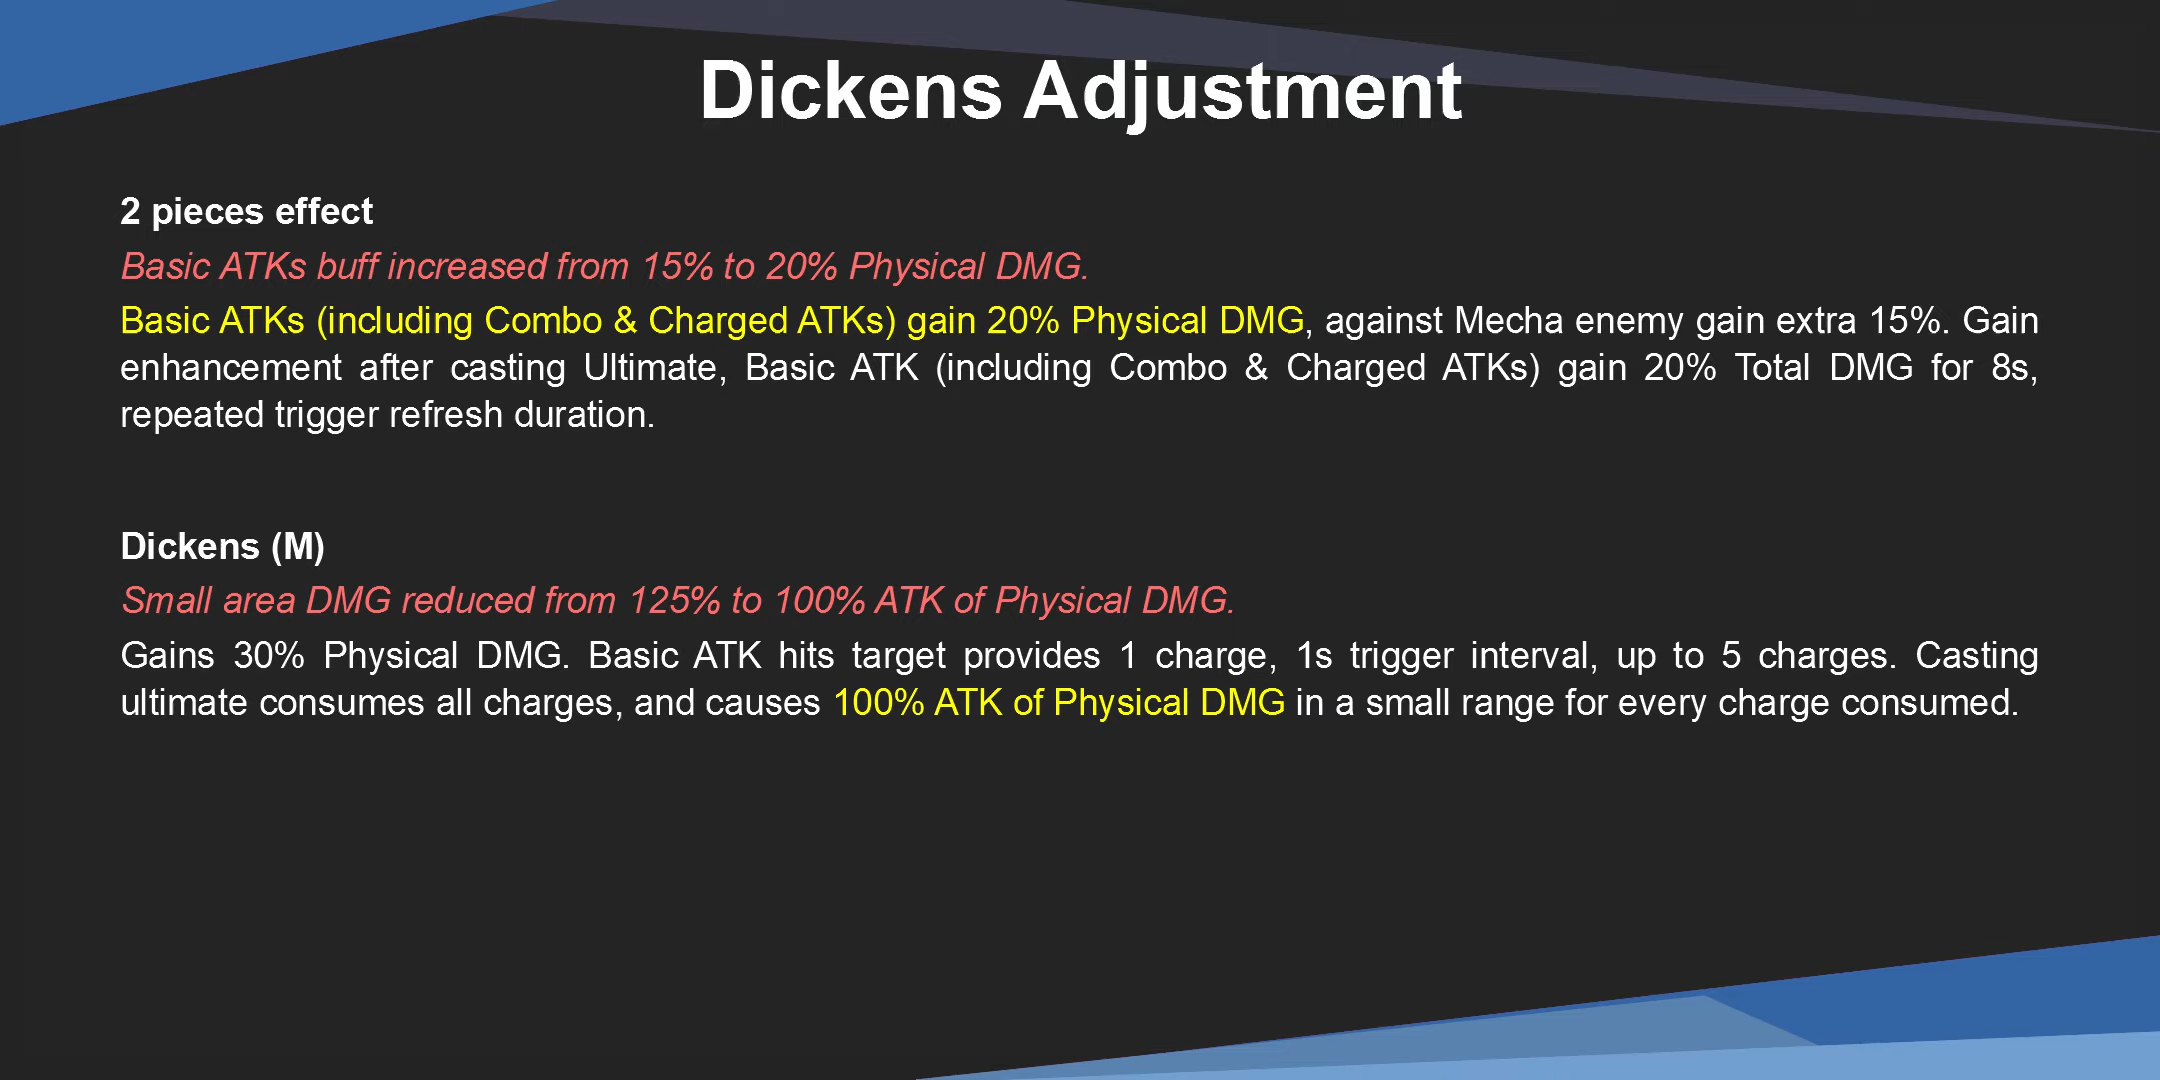 Dickens Adjustment
2 pieces effect
Basic ATKs buff increased from 15% to 20% Physical DMG.
Basic ATKs (including Combo & Charged ATKs) gain 20% Physical DMG, against Mecha enemy gain extra 15%. Gain
enhancement after casting Ultimate, Basic ATK (including Combo & Charged ATKs) gain 20% Total DMG for 8s,
repeated trigger refresh duration.
Dickens (M)
Small area DMG reduced from 125% to 100% ATK of Physical DMG.
Gains 30% Physical DMG. Basic ATK hits target provides 1 charge, 1s trigger interval, up to 5 charges. Casting
ultimate consumes all charges, and causes 100% ATK of Physical DMG in a small range for every charge consumed.